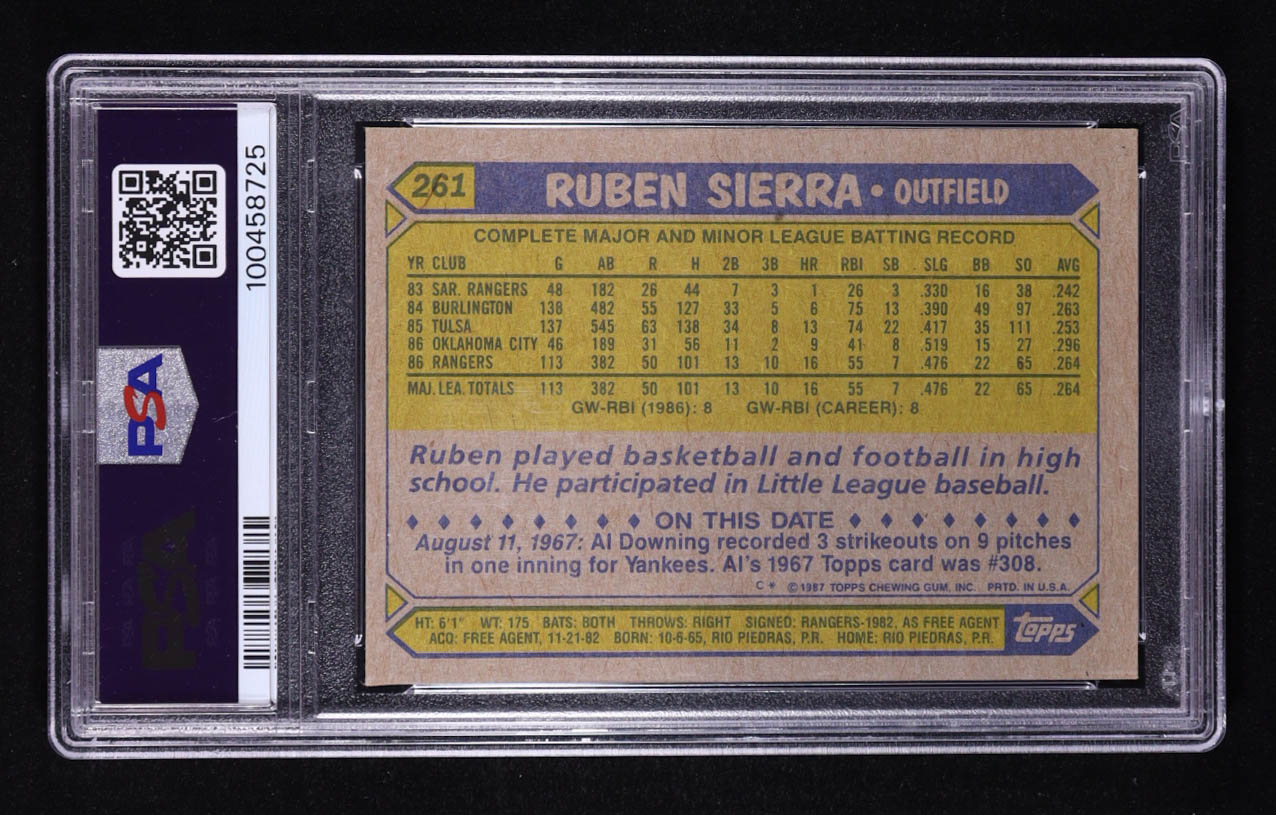 100458725
PSA
PSA
261 RUBEN SIERRA • OUTFIELD
COMPLETE MAJOR AND MINOR LEAGUE BATTING RECORD
YR CLUB G AB R H 2B 3B HR RBI SB SLG BB SO AVG
83 SAR. RANGERS 48 182 26 44 7 3 1 26 3 .330 16 38 .242
84 BURLINGTON 138 482 55 127 33 5 6 75 13 .390 49 97 .263
85 TULSA 137 545 63 138 34 8 13 74 22 .417 35 111 .253
86 OKLAHOMA CITY 46 189 31 56 11 2 9 41 8 .519 15 27 .296
86 RANGERS 113 382 50 101 13 10 16 55 7 .476 22 65 .264
MAJ. LEA. TOTALS 113 382 50 101 13 10 16 55 7 .476 22 65 .264
GW-RBI (1986): 8 GW-RBI (CAREER): 8
Ruben played basketball and football in high
school. He participated in Little League baseball.
ON THIS DATE
August 11, 1967: Al Downing recorded 3 strikeouts on 9 pitches
in one inning for Yankees. Al's 1967 Topps card was #308.
C * ©1987 TOPPS CHEWING GUM, INC. PRTD. IN U.S.A.
HT: 6'1" WT: 175 BATS: BOTH THROWS: RIGHT SIGNED: RANGERS-1982, AS FREE AGENT
ACQ: FREE AGENT, 11-21-82 BORN: 10-6-65, RIO PIEDRAS, P.R. HOME: RIO PIEDRAS, P.R.
TOPPS
PSA